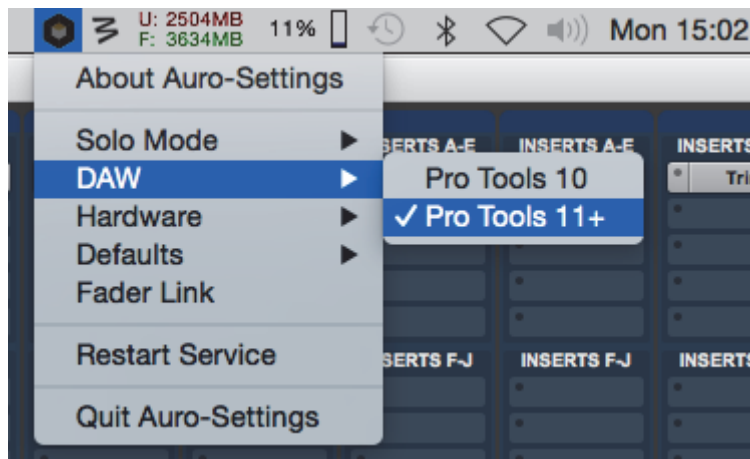 U: 2504MB
F: 3634MB
11%
Mon 15:02
About Auro-Settings
Solo Mode
DAW
Hardware
Defaults
Fader Link
Restart Service
Quit Auro-Settings
Pro Tools 10
✓ Pro Tools 11+
SERTS A-E
INSERTS A-E
INSERTS
Tri
SERTS F-J
INSERTS F-J
INSERTS